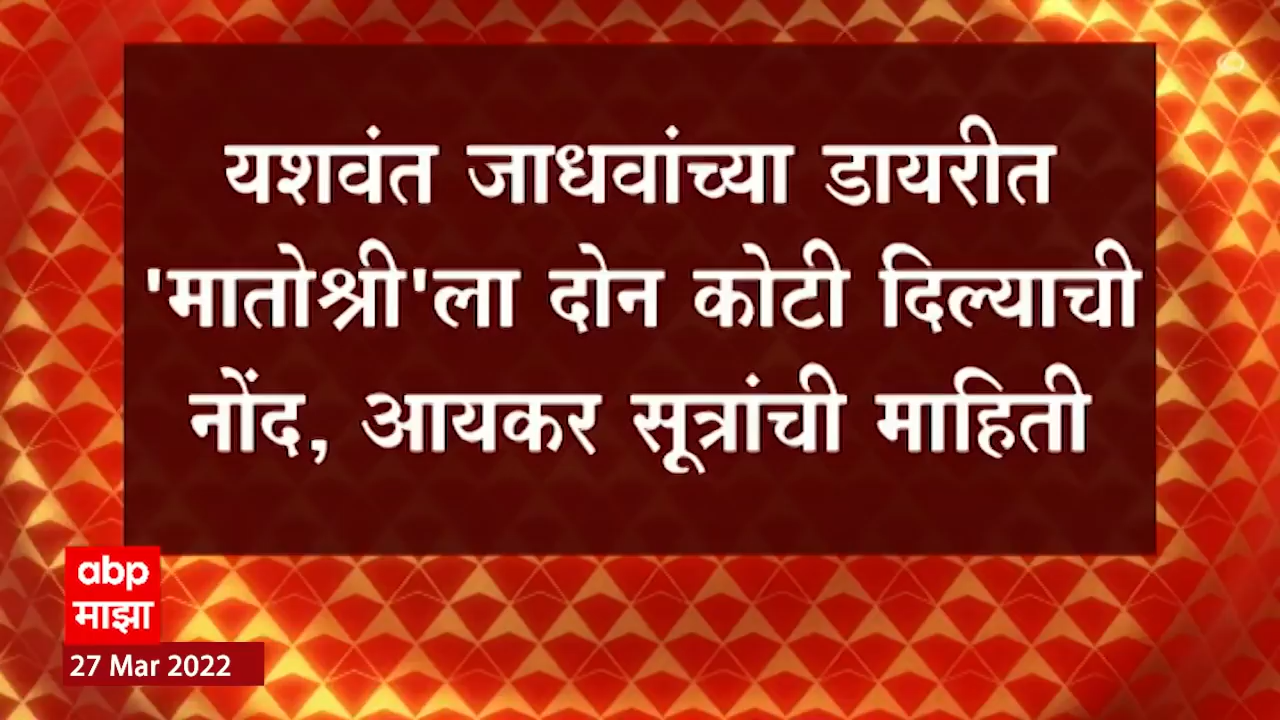 यशवंत जाधवांच्या डायरीत
'मातोश्री'ला दोन कोटी दिल्याची
नोंद, आयकर सूत्रांची माहिती
abp
माझा
27 Mar 2022